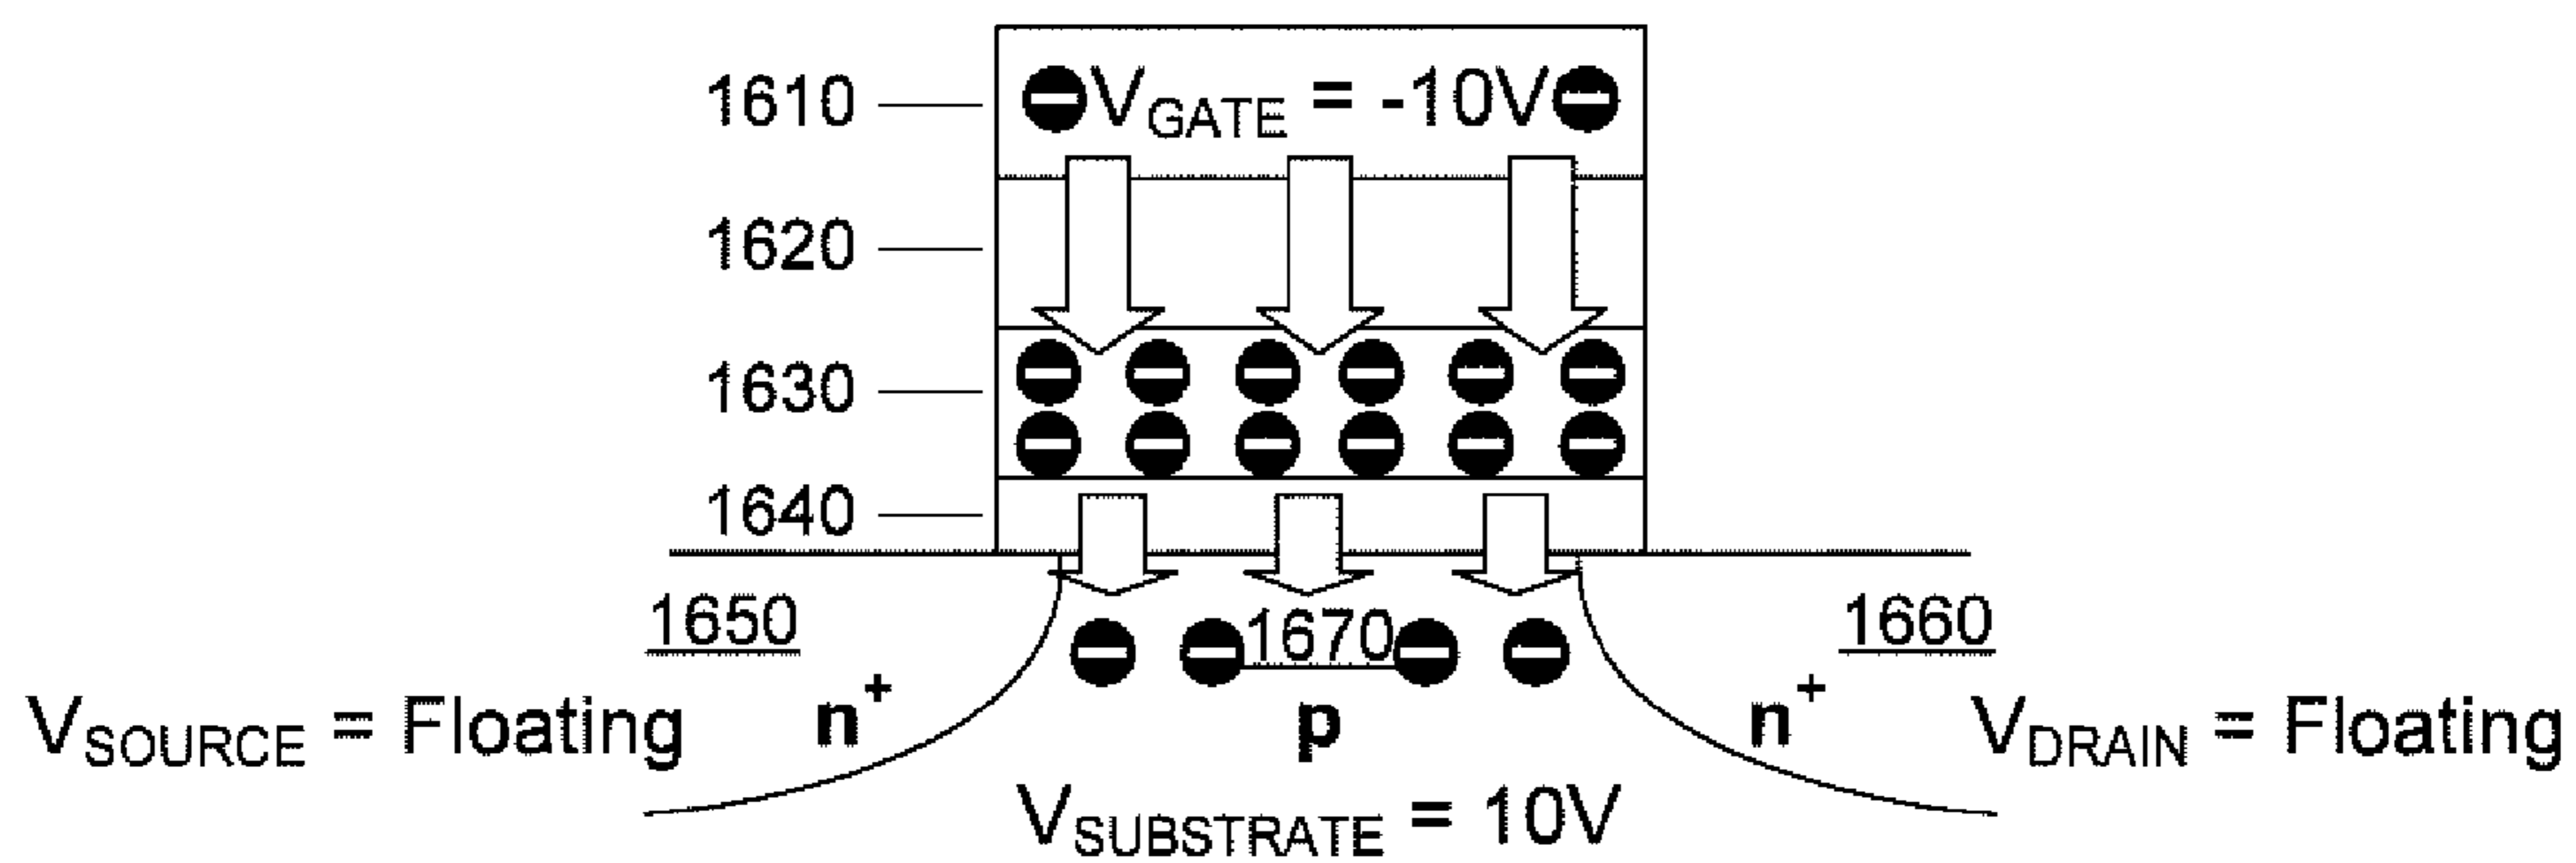 1610
V_GATE = -10V
1620
1630
1640
1650
1670
1660
V_SOURCE = Floating
n⁺
p
n⁺
V_DRAIN = Floating
V_SUBSTRATE = 10V